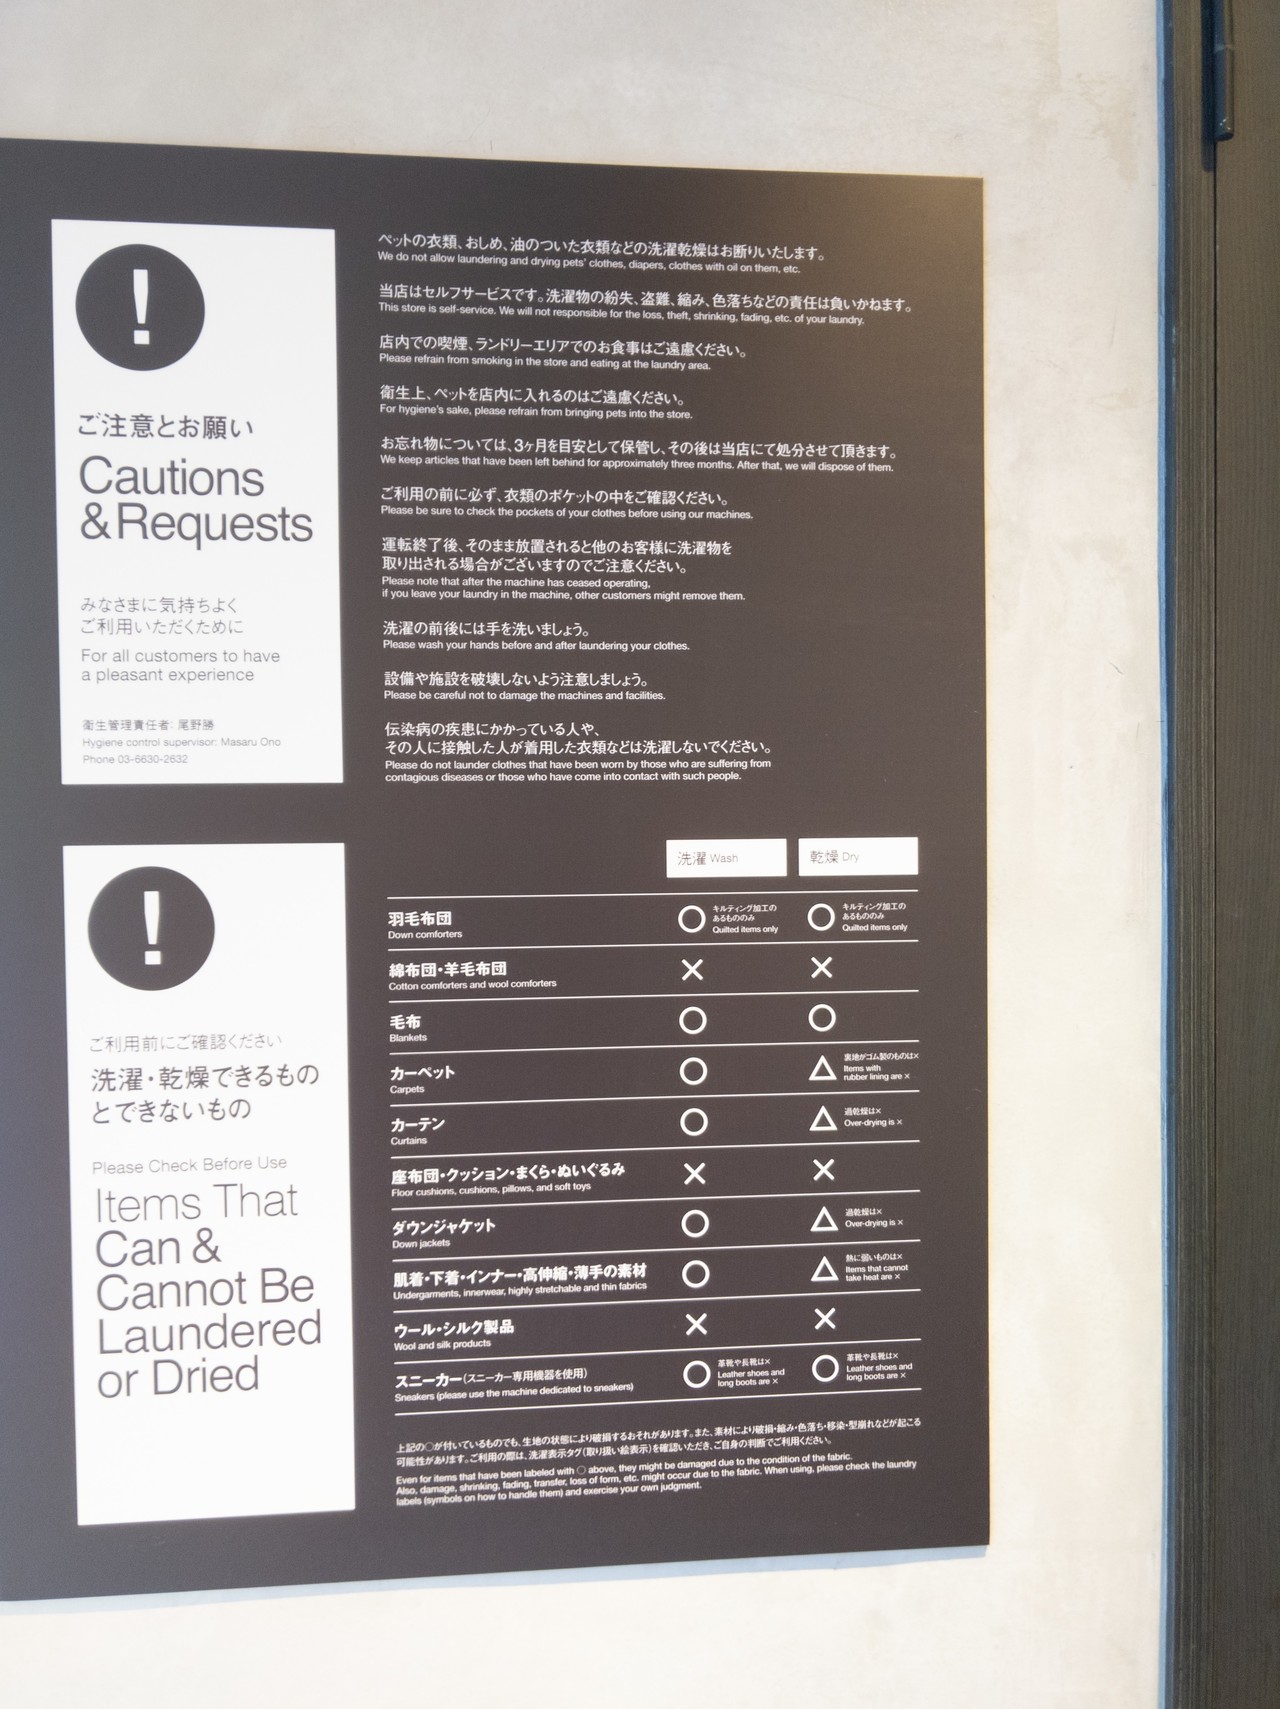 ご注意とお願い
Cautions
& Requests
みなさまに気持ちよく
ご利用いただくために
For all customers to have
a pleasant experience
衛生管理責任者: 尾野勝
Hygiene control supervisor: Masaru Ono
Phone 03-6630-2632
ペットの衣類、おしめ、油のついた衣類などの洗濯乾燥はお断りいたします。
We do not allow laundering and drying pets' clothes, diapers, clothes with oil on them, etc.
当店はセルフサービスです。洗濯物の紛失、盗難、縮み、色落ちなどの責任は負いかねます。
This store is self-service. We will not responsible for the loss, theft, shrinking, fading, etc. of your laundry.
店内での喫煙、ランドリーエリアでのお食事はご遠慮ください。
Please refrain from smoking in the store and eating at the laundry area.
衛生上、ペットを店内に入れるのはご遠慮ください。
For hygiene's sake, please refrain from bringing pets into the store.
お忘れ物については、3ヶ月を目安として保管し、その後は当店にて処分させて頂きます。
We keep articles that have been left behind for approximately three months. After that, we will dispose of them.
ご利用の前に必ず、衣類のポケットの中をご確認ください。
Please be sure to check the pockets of your clothes before using our machines.
運転終了後、そのまま放置されると他のお客様に洗濯物を
取り出される場合がございますのでご注意ください。
Please note that after the machine has ceased operating,
if you leave your laundry in the machine, other customers might remove them.
洗濯の前後には手を洗いましょう。
Please wash your hands before and after laundering your clothes.
設備や施設を破壊しないよう注意しましょう。
Please be careful not to damage the machines and facilities.
伝染病の疾患にかかっている人や、
その人に接触した人が着用した衣類などは洗濯しないでください。
Please do not launder clothes that have been worn by those who are suffering from
contagious diseases or those who have come into contact with such people.
ご利用前にご確認ください
洗濯・乾燥できるもの
とできないもの
Please Check Before Use
Items That
Can &
Cannot Be
Laundered
or Dried
洗濯 Wash
乾燥 Dry
羽毛布団
Down comforters
○ キルティング加工の
あるもののみ
Quilted items only
○ キルティング加工の
あるもののみ
Quilted items only
綿布団・羊毛布団
Cotton comforters and wool comforters
× ×
毛布
Blankets
○ ○
カーペット
Carpets
○ △ 裏地がゴム製のものは×
Items with
rubber lining are ×
カーテン
Curtains
○ △ 過乾燥は×
Over-drying is ×
座布団・クッション・まくら・ぬいぐるみ
Floor cushions, cushions, pillows, and soft toys
× ×
ダウンジャケット
Down jackets
○ △ 過乾燥は×
Over-drying is ×
肌着・下着・インナー・高伸縮・薄手の素材
Undergarments, innerwear, highly stretchable and thin fabrics
○ △ 熱に弱いものは×
Items that cannot
take heat are ×
ウール・シルク製品
Wool and silk products
× ×
スニーカー(スニーカー専用機器を使用)
Sneakers (please use the machine dedicated to sneakers)
○ 革靴や長靴は×
Leather shoes and
long boots are ×
○ 革靴や長靴は×
Leather shoes and
long boots are ×
上記の○が付いているものでも、生地の状態により破損するおそれがあります。また、素材により破損・縮み・色落ち・移染・型崩れなどが起こる
可能性があります。ご利用の際は、洗濯表示タグ(取り扱い絵表示)を確認いただき、ご自身の判断でご利用ください。
Even for items that have been labeled with ○ above, they might be damaged due to the condition of the fabric.
Also, damage, shrinking, fading, transfer, loss of form, etc. might occur due to the fabric. When using, please check the laundry
labels (symbols on how to handle them) and exercise your own judgment.